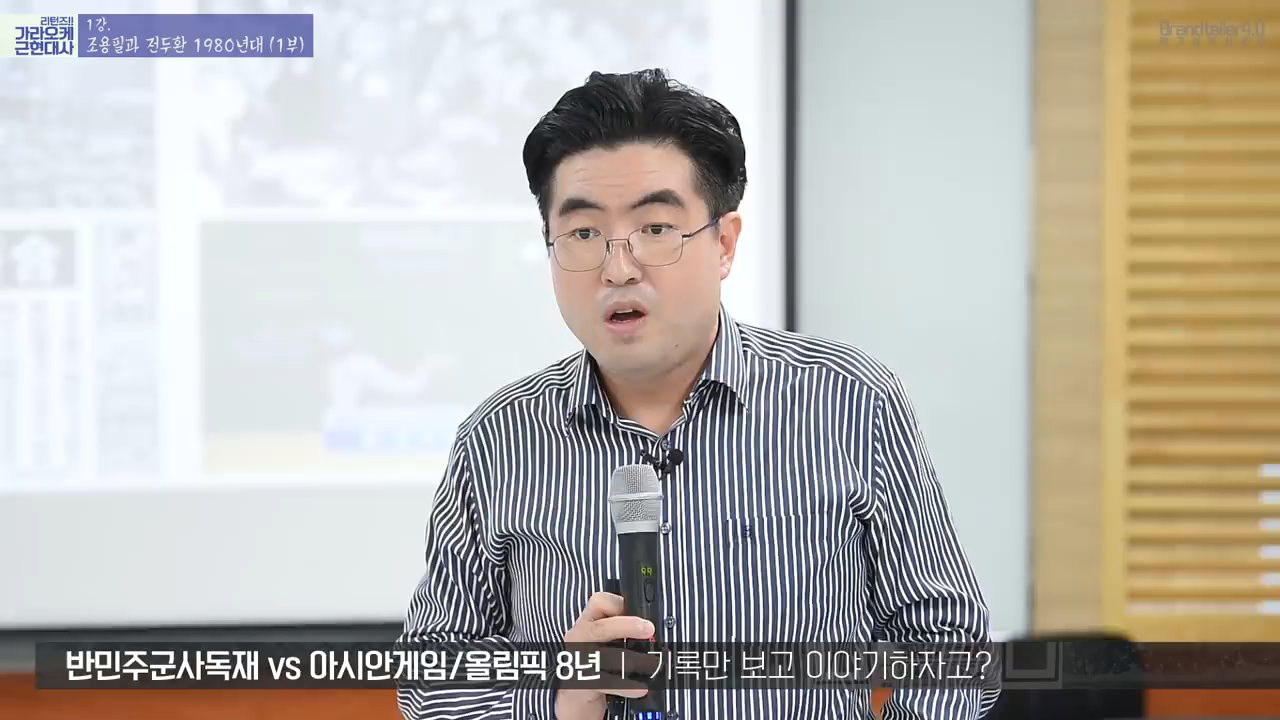 리턴즈!!
가라오케
근현대사
1강.
조용필과 전두환 1980년대 (1부)
반민주군사독재 vs 아시안게임/올림픽 8년 | 기록만 보고 이야기하자고?